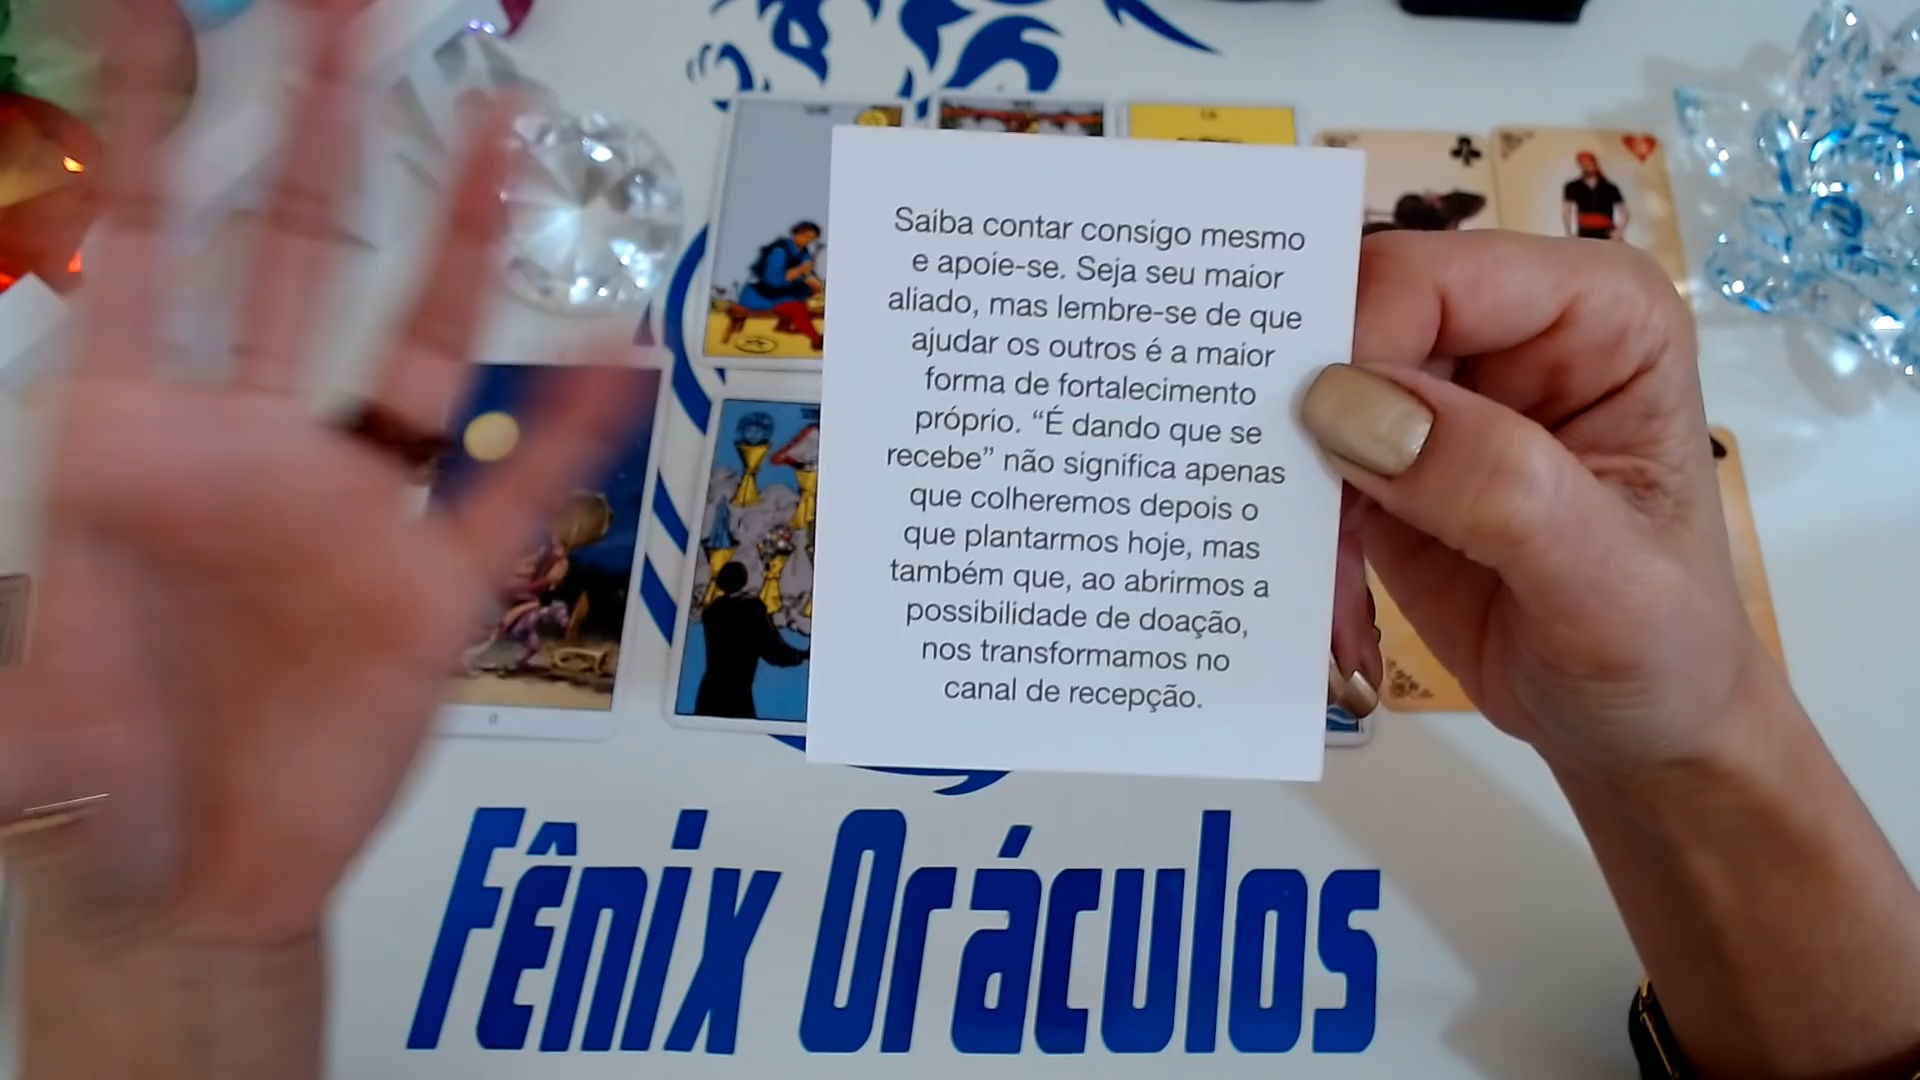 Saiba contar consigo mesmo
e apoie-se. Seja seu maior
aliado, mas lembre-se de que
ajudar os outros é a maior
forma de fortalecimento
próprio. “É dando que se
recebe” não significa apenas
que colheremos depois o
que plantarmos hoje, mas
também que, ao abrirmos a
possibilidade de doação,
nos transformamos no
canal de recepção.
Fênix Oráculos